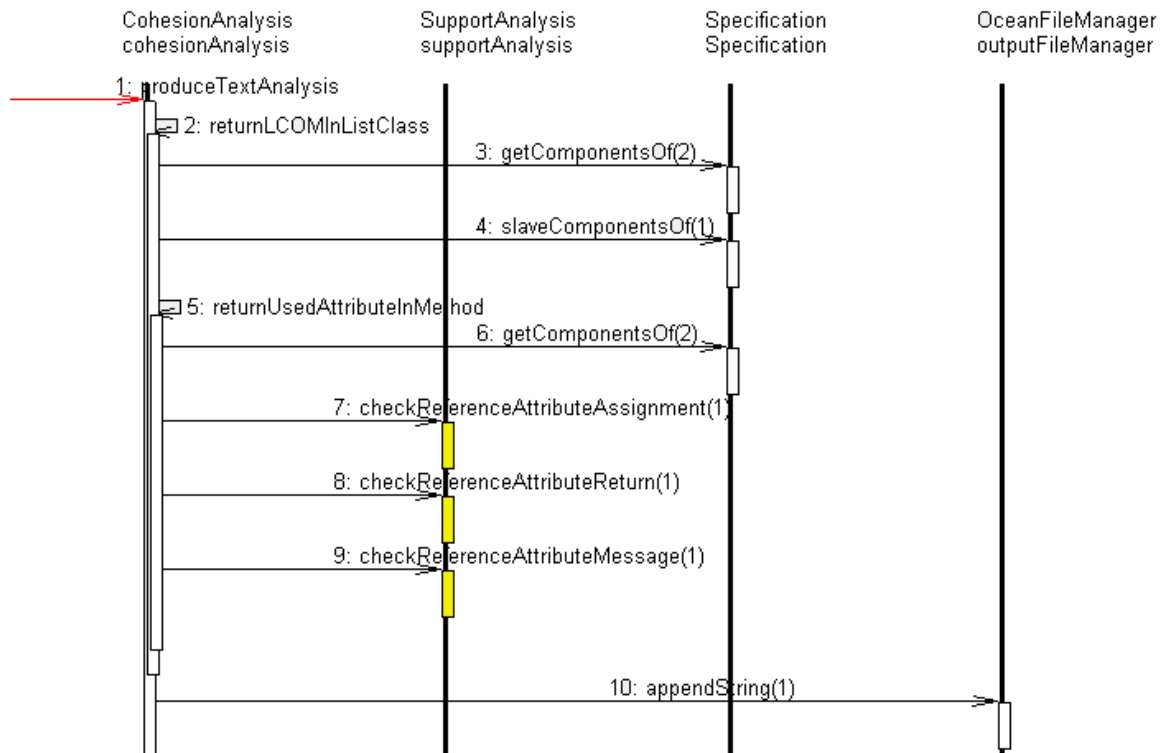 CohesionAnalysis SupportAnalysis Specification OceanFileManager
cohesionAnalysis supportAnalysis Specification outputFileManager
1: produceTextAnalysis
2: returnLCOMInListClass
3: getComponentsOf(2)
4: slaveComponentsOf(1)
5: returnUsedAttributeInMethod
6: getComponentsOf(2)
7: checkReferenceAttributeAssignment(1)
8: checkReferenceAttributeReturn(1)
9: checkReferenceAttributeMessage(1)
10: appendString(1)